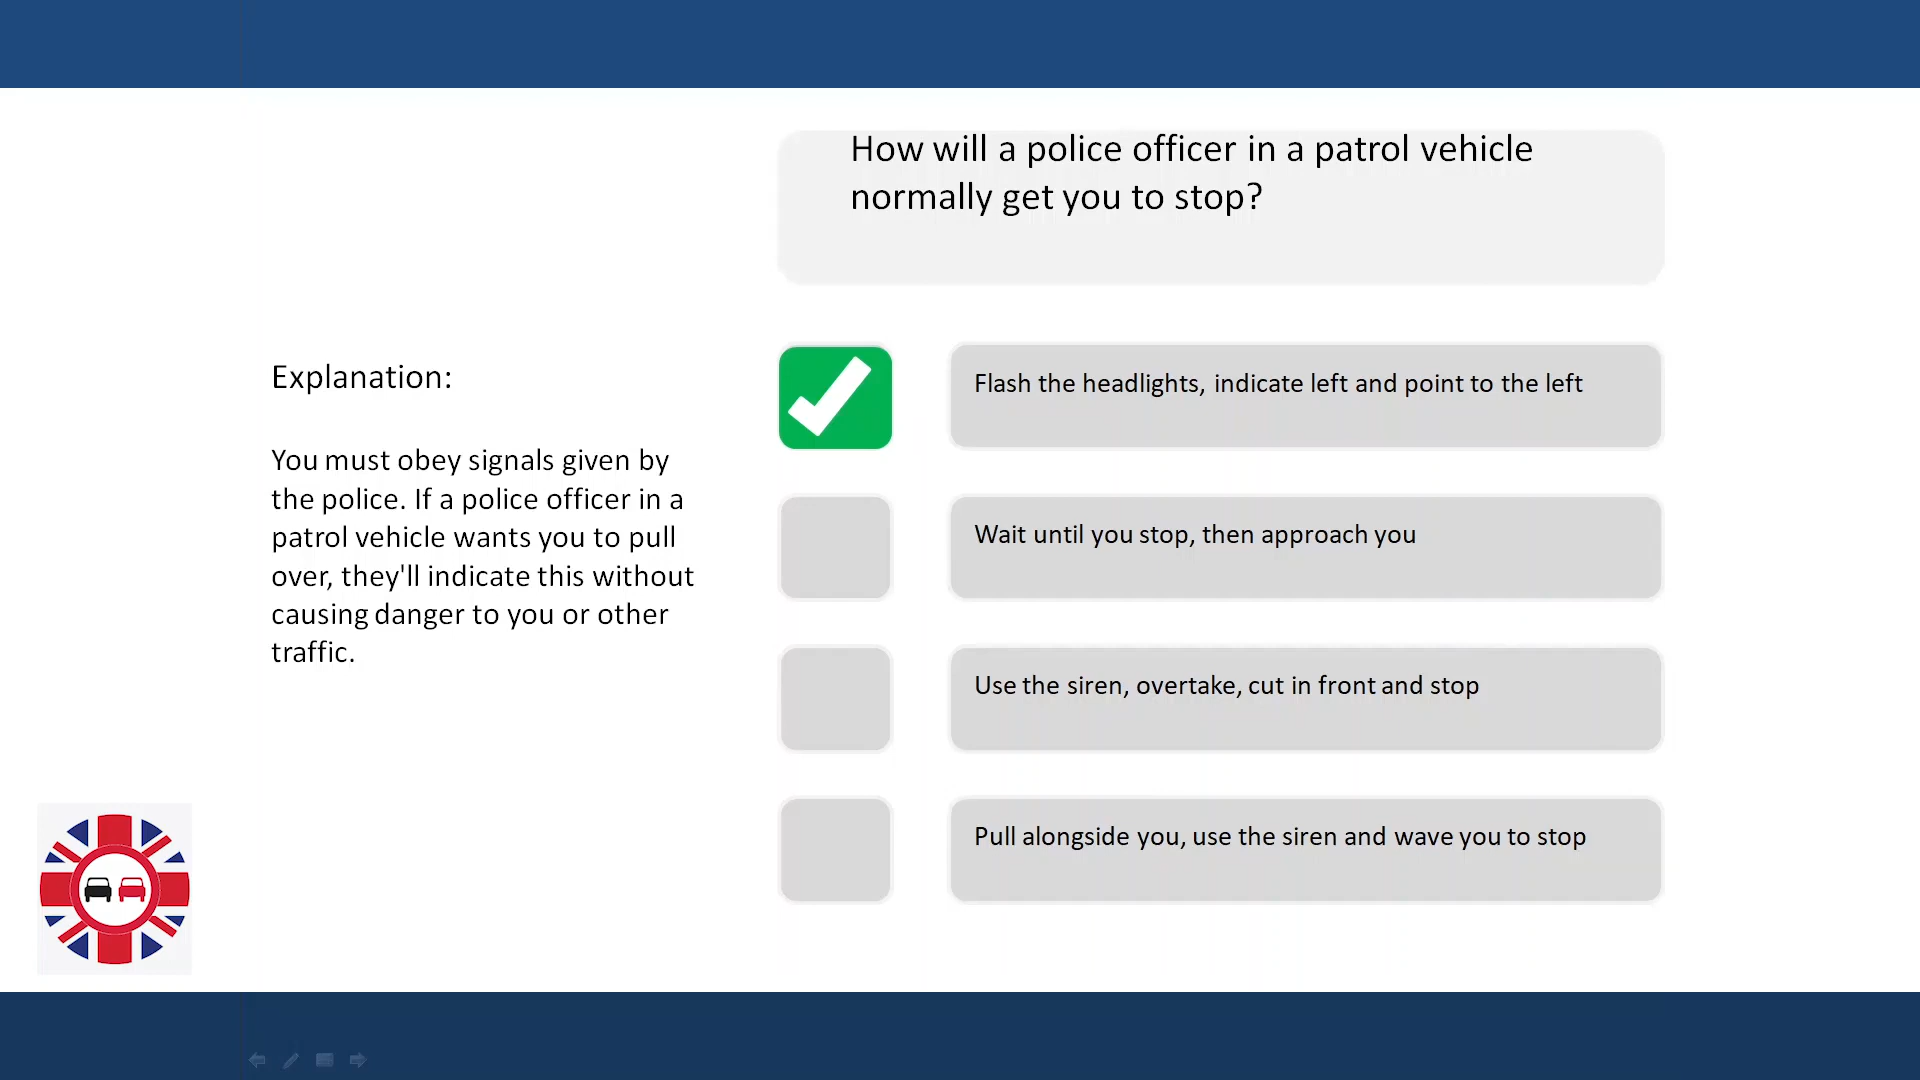 How will a police officer in a patrol vehicle
normally get you to stop?
Explanation:
You must obey signals given by
the police. If a police officer in a
patrol vehicle wants you to pull
over, they'll indicate this without
causing danger to you or other
traffic.
Flash the headlights, indicate left and point to the left
Wait until you stop, then approach you
Use the siren, overtake, cut in front and stop
Pull alongside you, use the siren and wave you to stop